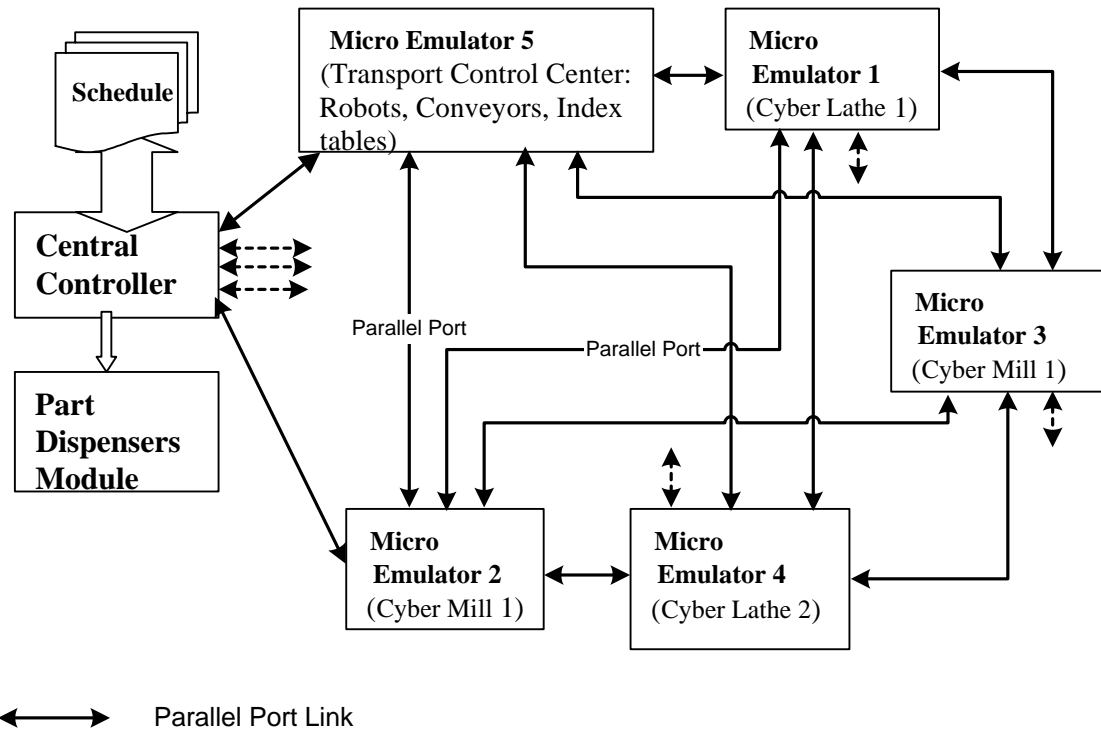 Schedule
Micro Emulator 5
(Transport Control Center:
Robots, Conveyors, Index
tables)
Micro
Emulator 1
(Cyber Lathe 1)
Central
Controller
Micro
Emulator 3
(Cyber Mill 1)
Parallel Port
Parallel Port
Part
Dispensers
Module
Micro
Emulator 2
(Cyber Mill 1)
Micro
Emulator 4
(Cyber Lathe 2)
Parallel Port Link